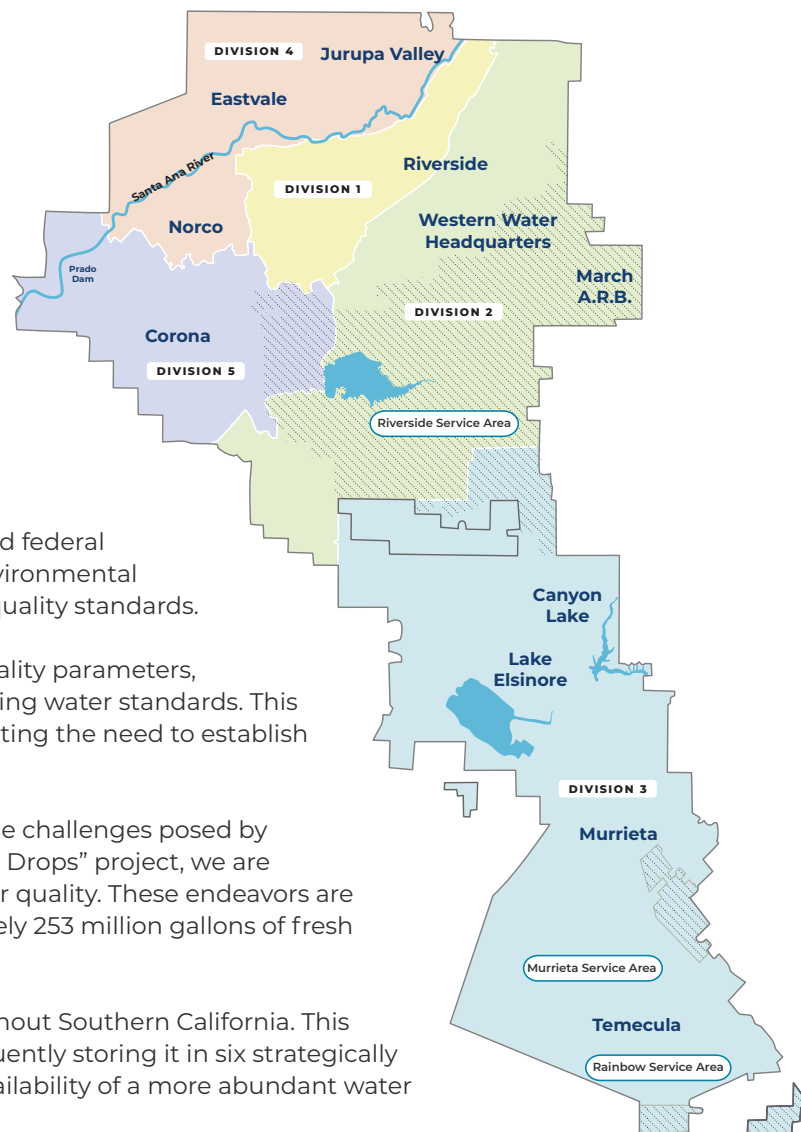 DIVISION 4
Jurupa Valley
Eastvale
Santa Ana River
Riverside
DIVISION 1
Norco
Western Water
Headquarters
Prado
Dam
March
A.R.B.
DIVISION 2
Corona
DIVISION 5
Riverside Service Area
d federal
vironmental
quality standards.
Canyon
Lake
ality parameters,
ing water standards. This
ting the need to establish
Lake
Elsinore
DIVISION 3
e challenges posed by
Drops” project, we are
r quality. These endeavors are
ely 253 million gallons of fresh
Murrieta
Murrieta Service Area
hout Southern California. This
uently storing it in six strategically
ailability of a more abundant water
Temecula
Rainbow Service Area